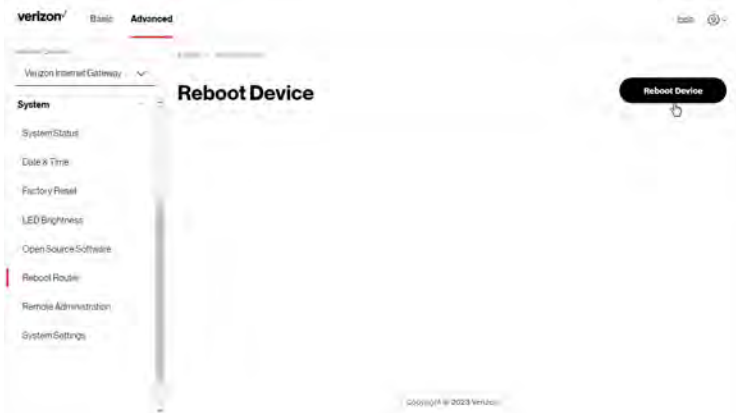 verizon✓
Basic
Advanced
Verizon Internet Gateway
System
System Status
Date & Time
Factory Reset
LED Brightness
Open Source Software
Reboot Router
Remote Administration
System Settings
Reboot Device
Reboot Device
Copyright © 2023 Verizon